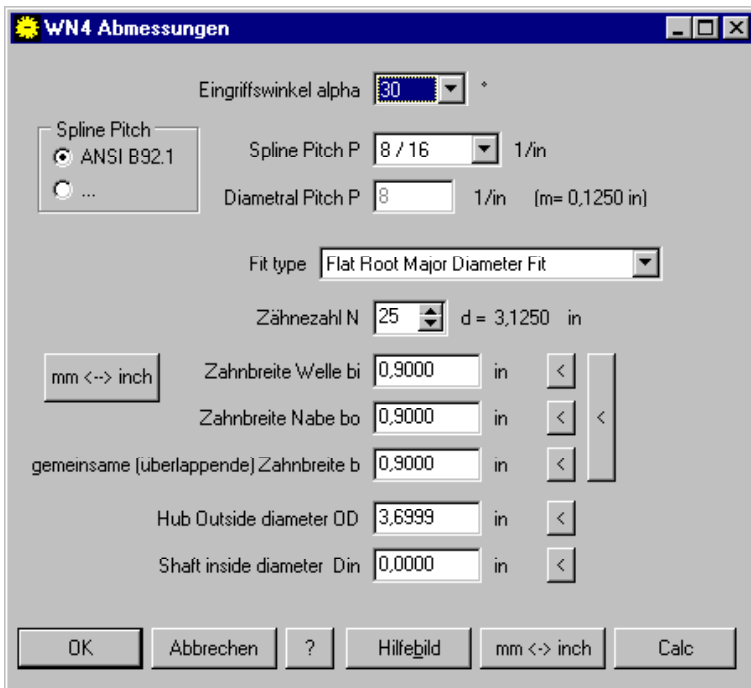 WN4 Abmessungen
Eingriffswinkel alpha 30 °
Spline Pitch
ANSI B92.1
...
Spline Pitch P 8 / 16 1/in
Diametral Pitch P 8 1/in (m= 0,1250 in)
Fit type Flat Root Major Diameter Fit
Zähnezahl N 25 d = 3,1250 in
mm <--> inch
Zahnbreite Welle bi 0,9000 in <
Zahnbreite Nabe bo 0,9000 in < <
gemeinsame (überlappende) Zahnbreite b 0,9000 in <
Hub Outside diameter OD 3,6999 in <
Shaft inside diameter Din 0,0000 in <
OK Abbrechen ? Hilfebild mm <-> inch Calc